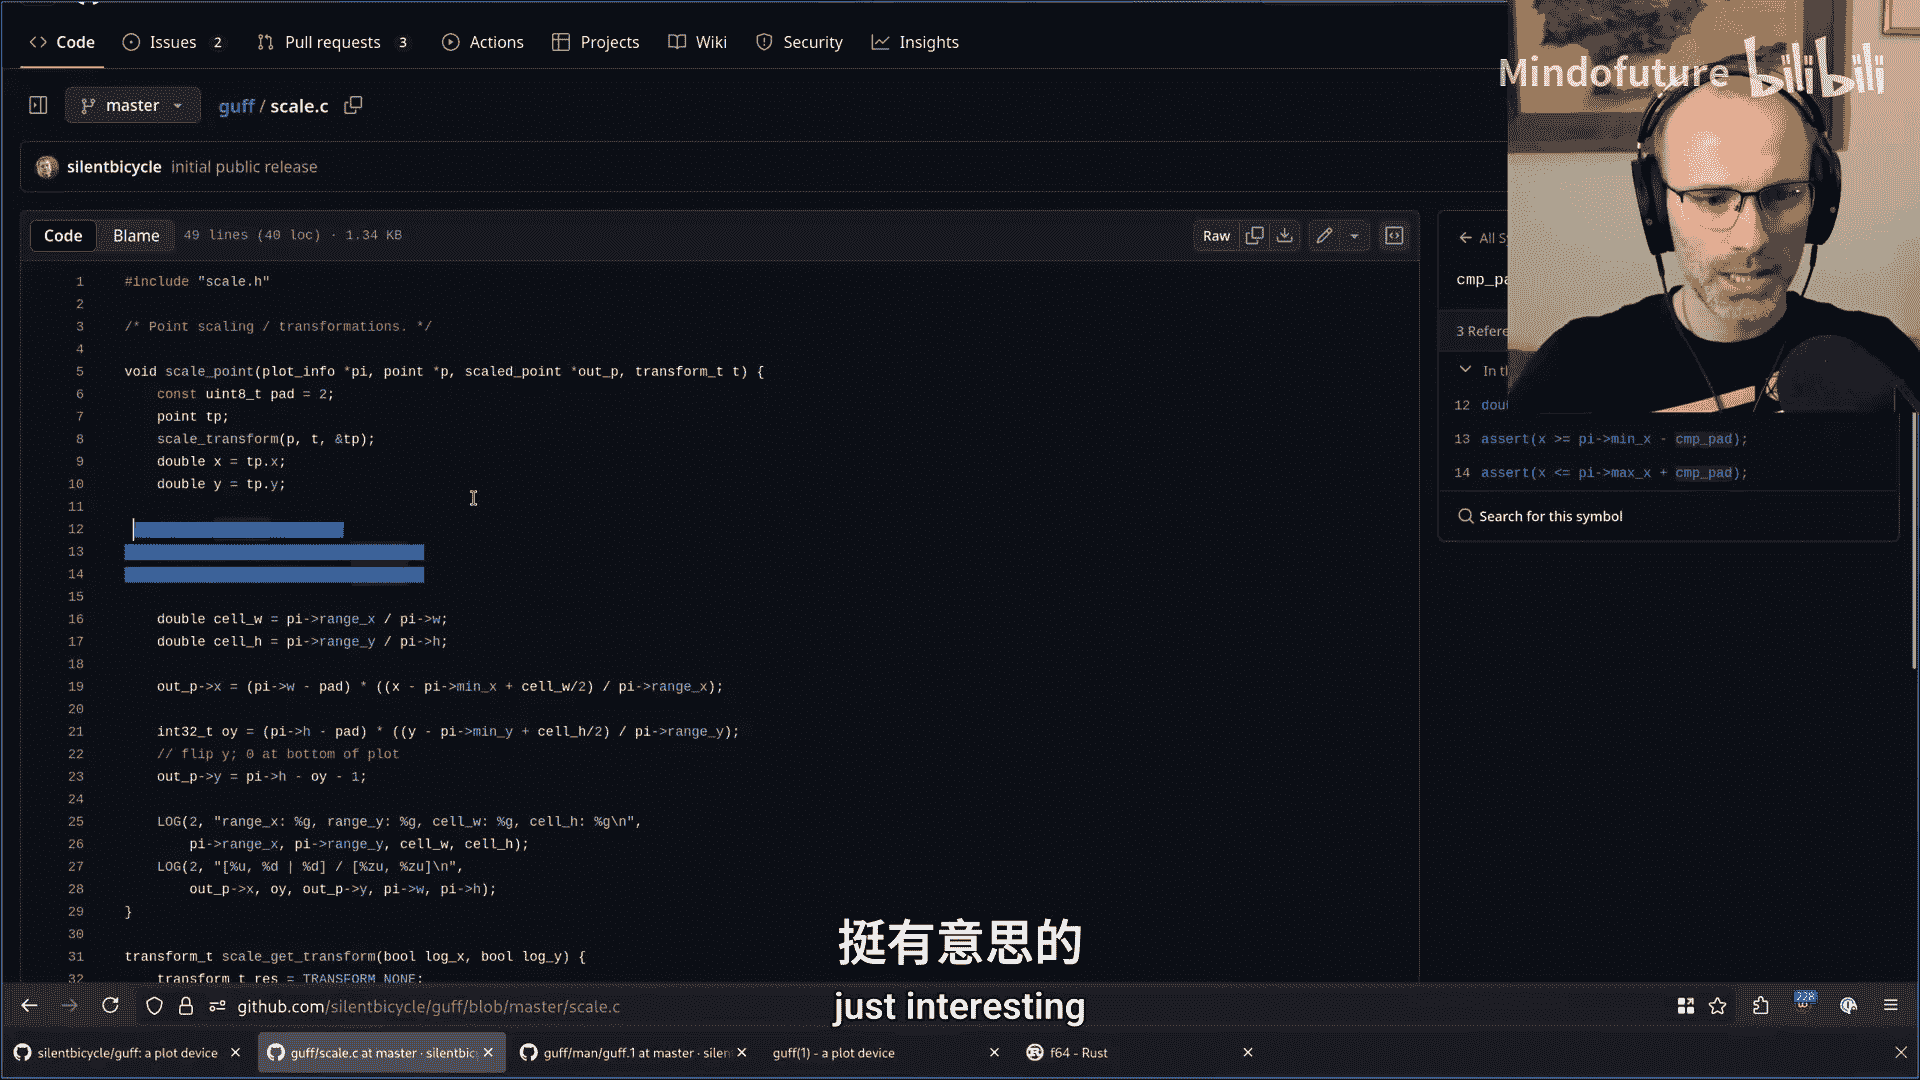 Code
Issues 2
Pull requests 3
Actions
Projects
Wiki
Security
Insights
Mindofuture bilibili
master
guff / scale.c
silentbicycle initial public release
Code
Blame
49 lines (40 loc) · 1.34 KB
Raw
1 #include "scale.h"
2
3 /* Point scaling / transformations. */
4
5 void scale_point(plot_info *pi, point *p, scaled_point *out_p, transform_t t) {
6 const uint8_t pad = 2;
7 point tp;
8 scale_transform(p, t, &tp);
9 double x = tp.x;
10 double y = tp.y;
11
12
13
14
15
16 double cell_w = pi->range_x / pi->w;
17 double cell_h = pi->range_y / pi->h;
18
19 out_p->x = (pi->w - pad) * ((x - pi->min_x + cell_w/2) / pi->range_x);
20
21 int32_t oy = (pi->h - pad) * ((y - pi->min_y + cell_h/2) / pi->range_y);
22 // flip y; 0 at bottom of plot
23 out_p->y = pi->h - oy - 1;
24
25 LOG(2, "range_x: %g, range_y: %g, cell_w: %g, cell_h: %g\n",
26 pi->range_x, pi->range_y, cell_w, cell_h);
27 LOG(2, "[%u, %d | %d] / [%zu, %zu]\n",
28 out_p->x, oy, out_p->y, pi->w, pi->h);
29 }
30
31 transform_t scale_get_transform(bool log_x, bool log_y) {
32 transform_t res = TRANSFORM_NONE;
All S
cmp_pa
3 Refere
In t
12 dou
13 assert(x >= pi->min_x - cmp_pad);
14 assert(x <= pi->max_x + cmp_pad);
Search for this symbol
挺有意思的
just interesting
github.com/silentbicycle/guff/blob/master/scale.c
228
silentbicycle/guff: a plot device
guff/scale.c at master · silentbic
guff/man/guff.1 at master · silen
guff(1) - a plot device
f64 - Rust